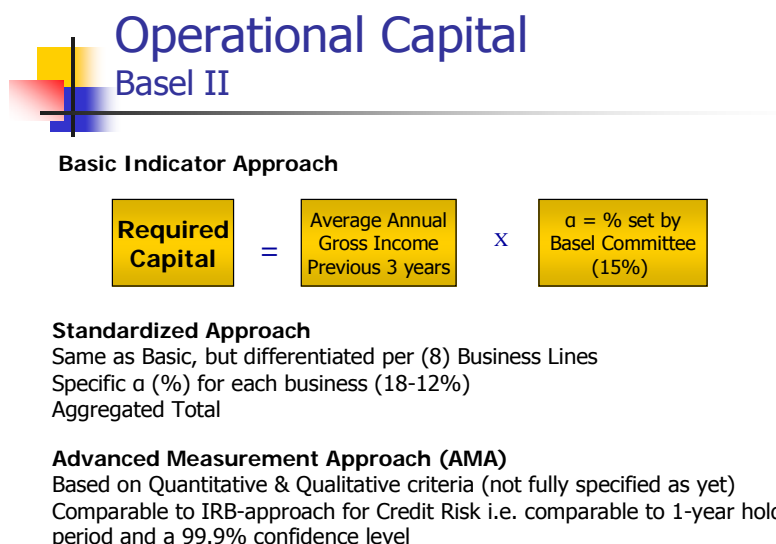 Operational Capital
Basel II
Basic Indicator Approach
Required
Capital
=
Average Annual
Gross Income
Previous 3 years
x
α = % set by
Basel Committee
(15%)
Standardized Approach
Same as Basic, but differentiated per (8) Business Lines
Specific α (%) for each business (18-12%)
Aggregated Total
Advanced Measurement Approach (AMA)
Based on Quantitative & Qualitative criteria (not fully specified as yet)
Comparable to IRB-approach for Credit Risk i.e. comparable to 1-year hold
period and a 99.9% confidence level